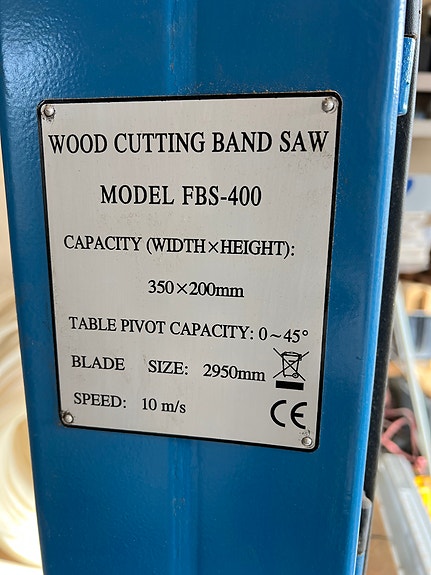 WOOD CUTTING BAND SAW
MODEL FBS-400
CAPACITY (WIDTH×HEIGHT):
350×200mm
TABLE PIVOT CAPACITY: 0~45°
BLADE SIZE: 2950mm
SPEED: 10 m/s
CE